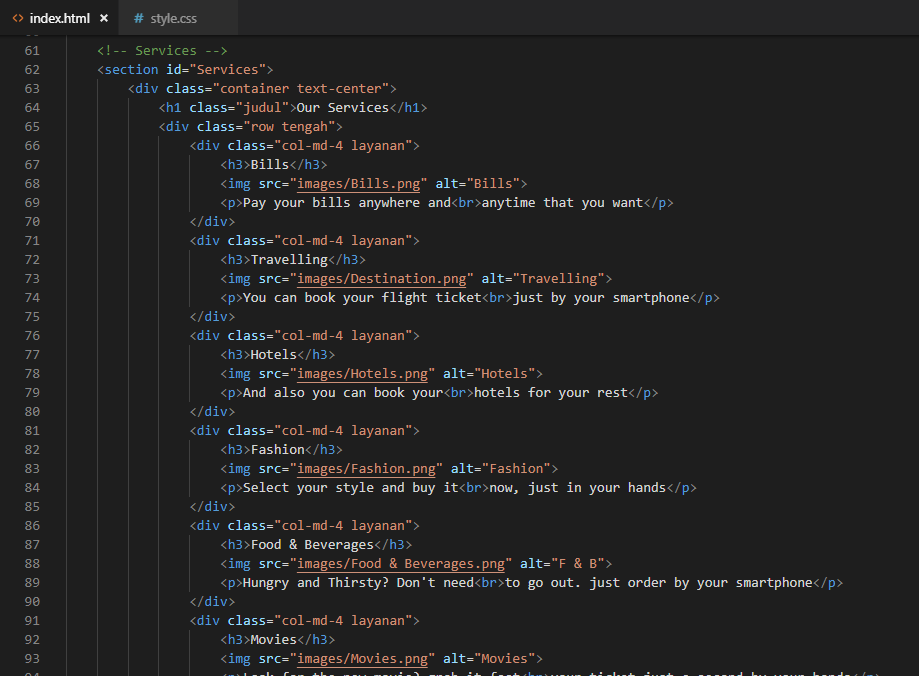 <> index.html ×   # style.css
61 <!-- Services -->
62 <section id="Services">
63 <div class="container text-center">
64 <h1 class="judul">Our Services</h1>
65 <div class="row tengah">
66 <div class="col-md-4 layanan">
67 <h3>Bills</h3>
68 <img src="images/Bills.png" alt="Bills">
69 <p>Pay your bills anywhere and<br>anytime that you want</p>
70 </div>
71 <div class="col-md-4 layanan">
72 <h3>Travelling</h3>
73 <img src="images/Destination.png" alt="Travelling">
74 <p>You can book your flight ticket<br>just by your smartphone</p>
75 </div>
76 <div class="col-md-4 layanan">
77 <h3>Hotels</h3>
78 <img src="images/Hotels.png" alt="Hotels">
79 <p>And also you can book your<br>hotels for your rest</p>
80 </div>
81 <div class="col-md-4 layanan">
82 <h3>Fashion</h3>
83 <img src="images/Fashion.png" alt="Fashion">
84 <p>Select your style and buy it<br>now, just in your hands</p>
85 </div>
86 <div class="col-md-4 layanan">
87 <h3>Food & Beverages</h3>
88 <img src="images/Food & Beverages.png" alt="F & B">
89 <p>Hungry and Thirsty? Don't need<br>to go out. just order by your smartphone</p>
90 </div>
91 <div class="col-md-4 layanan">
92 <h3>Movies</h3>
93 <img src="images/Movies.png" alt="Movies">